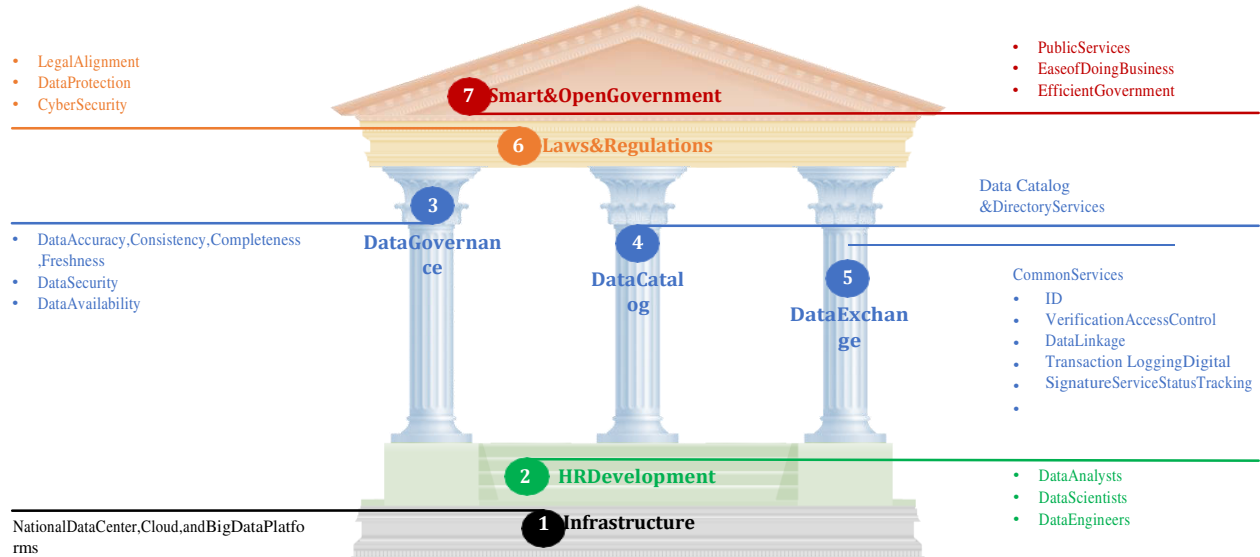 • LegalAlignment
• DataProtection
• CyberSecurity
• PublicServices
• EaseofDoingBusiness
• EfficientGovernment
7 Smart&OpenGovernment
6 Laws&Regulations
3
DataGovernan
ce
• DataAccuracy,Consistency,Completeness
,Freshness
• DataSecurity
• DataAvailability
4
DataCatal
og
Data Catalog
&DirectoryServices
5
DataExchan
ge
CommonServices
• ID
• VerificationAccessControl
• DataLinkage
• Transaction LoggingDigital
• SignatureServiceStatusTracking
•
2 HRDevelopment
• DataAnalysts
• DataScientists
• DataEngineers
1 Infrastructure
NationalDataCenter,Cloud,andBigDataPlatfo
rms